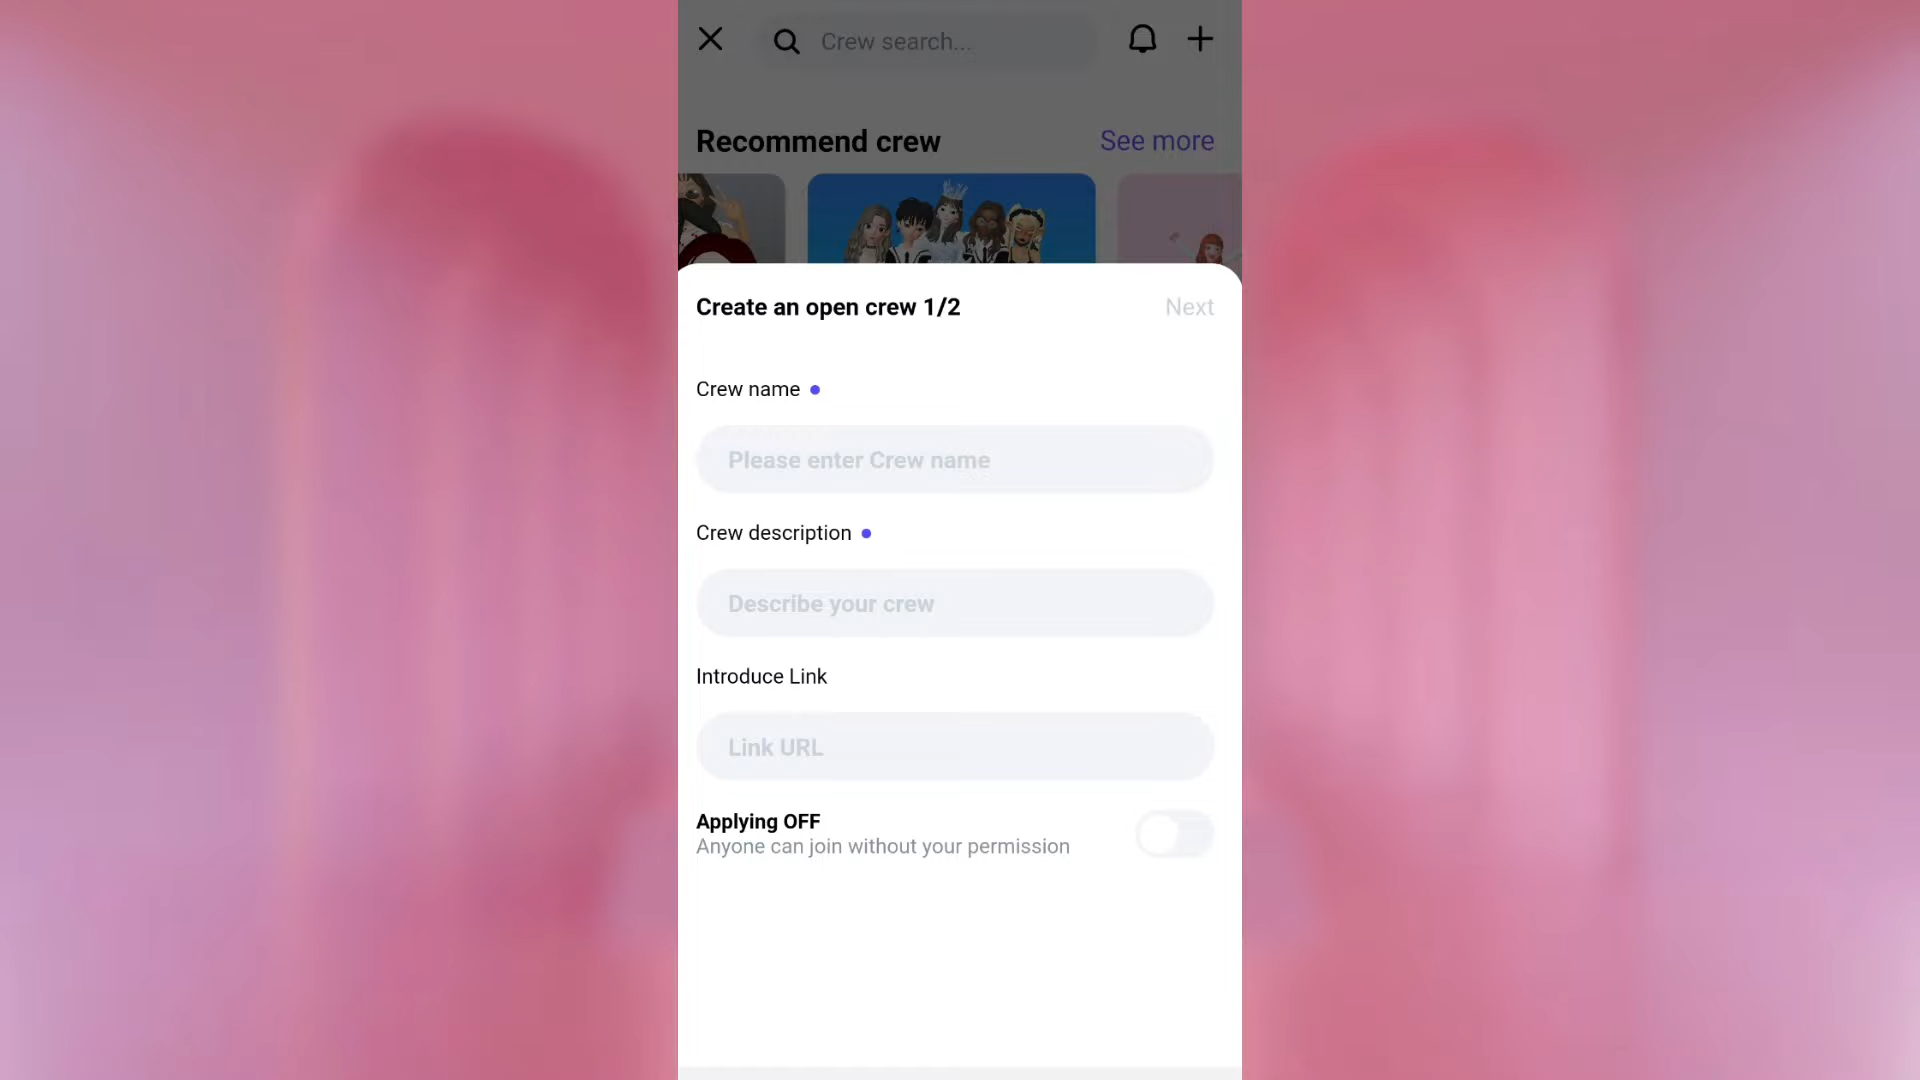 Crew search...
Recommend crew
See more
Create an open crew 1/2
Next
Crew name
Please enter Crew name
Crew description
Describe your crew
Introduce Link
Link URL
Applying OFF
Anyone can join without your permission